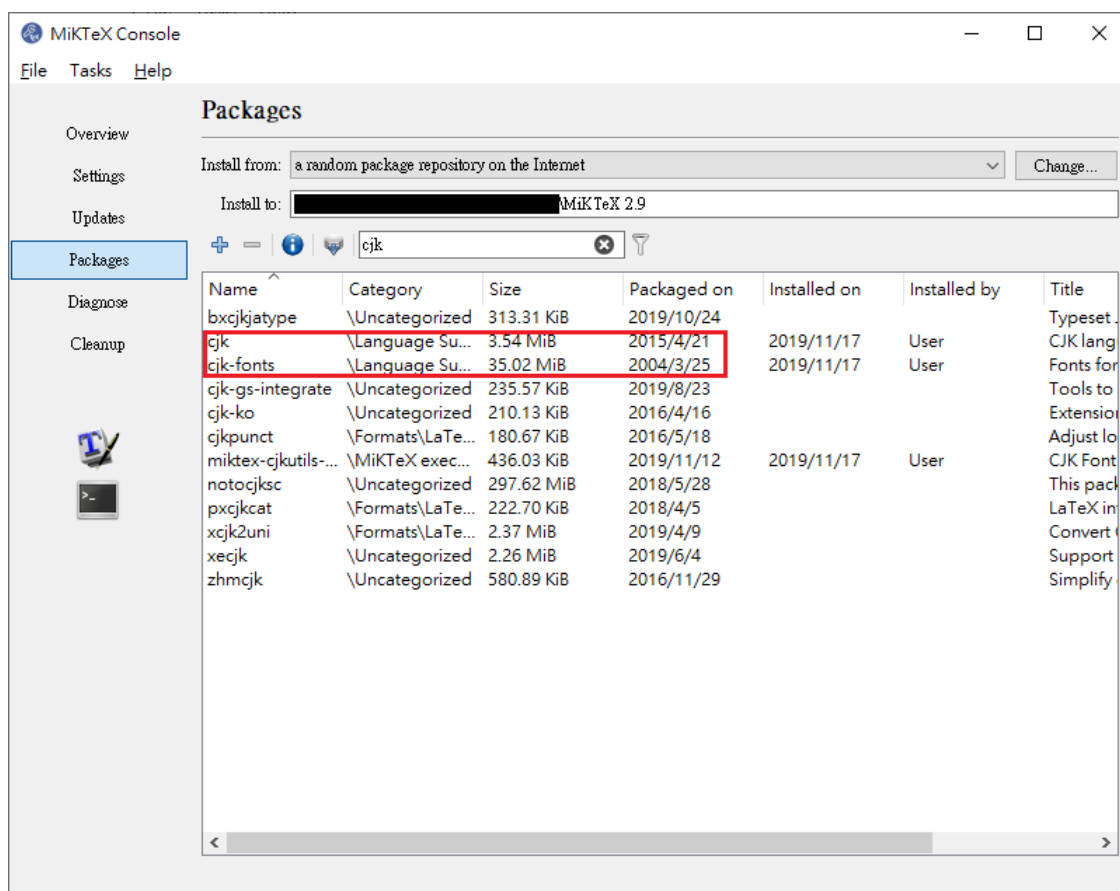 MiKTeX Console
File Tasks Help
Overview
Settings
Updates
Packages
Diagnose
Cleanup
Packages
Install from: a random package repository on the Internet Change...
Install to: \MiKTeX 2.9
cjk
Name Category Size Packaged on Installed on Installed by Title
bxcjkjatype \Uncategorized 313.31 KiB 2019/10/24 Typeset.
cjk \Language Su... 3.54 MiB 2015/4/21 2019/11/17 User CJK lang
cjk-fonts \Language Su... 35.02 MiB 2004/3/25 2019/11/17 User Fonts for
cjk-gs-integrate \Uncategorized 235.57 KiB 2019/8/23 Tools to
cjk-ko \Uncategorized 210.13 KiB 2016/4/16 Extension
cjkpunct \Formats\LaTe... 180.67 KiB 2016/5/18 Adjust lo
miktex-cjkutils-... \MiKTeX exec... 436.03 KiB 2019/11/12 2019/11/17 User CJK Font
notocjksc \Uncategorized 297.62 MiB 2018/5/28 This pack
pxcjkcat \Formats\LaTe... 222.70 KiB 2018/4/5 LaTeX in
xcjk2uni \Formats\LaTe... 2.37 MiB 2019/4/9 Convert
xecjk \Uncategorized 2.26 MiB 2019/6/4 Support
zhmcjk \Uncategorized 580.89 KiB 2016/11/29 Simplify